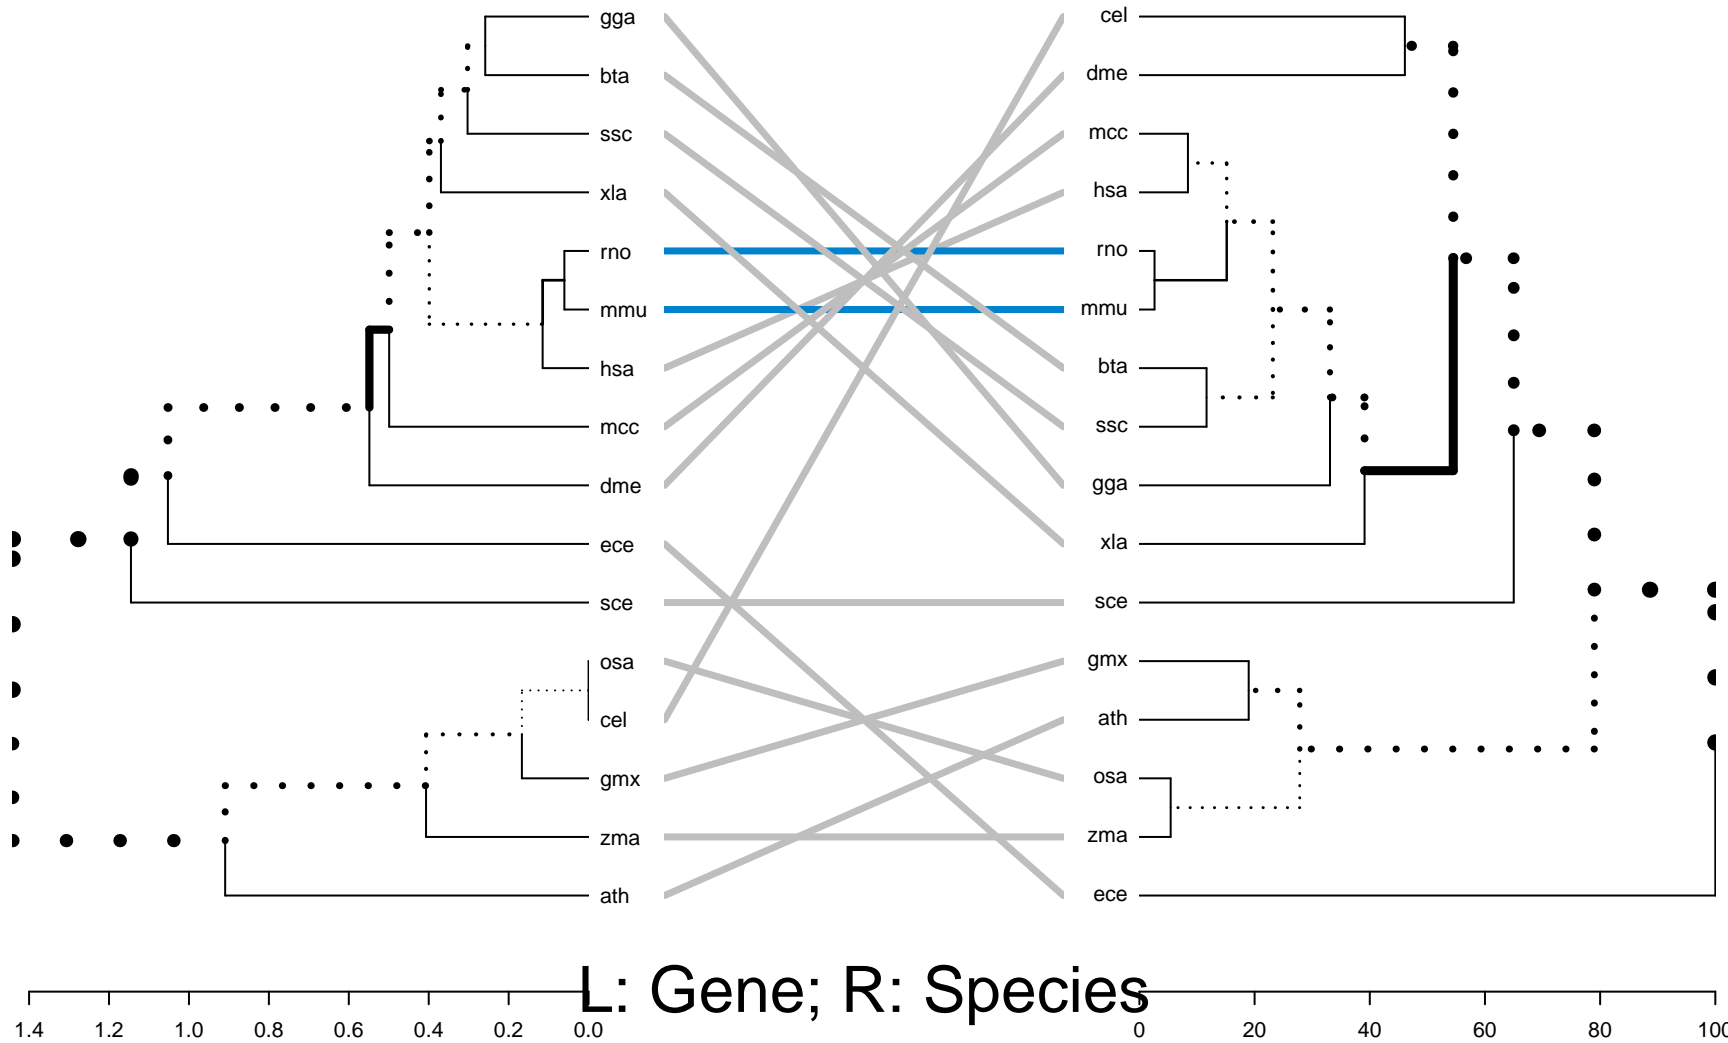 gga cel
bta dme
ssc mcc
xla hsa
rno rno
mmu mmu
hsa bta
mcc ssc
dme gga
ece xla
sce sce
osa gmx
cel ath
gmx osa
zma zma
ath ece
L: Gene; R: Species
1.4 1.2 1.0 0.8 0.6 0.4 0.2 0.0 0 20 40 60 80 100